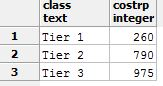 class costrp
text integer
1 Tier 1 260
2 Tier 2 790
3 Tier 3 975